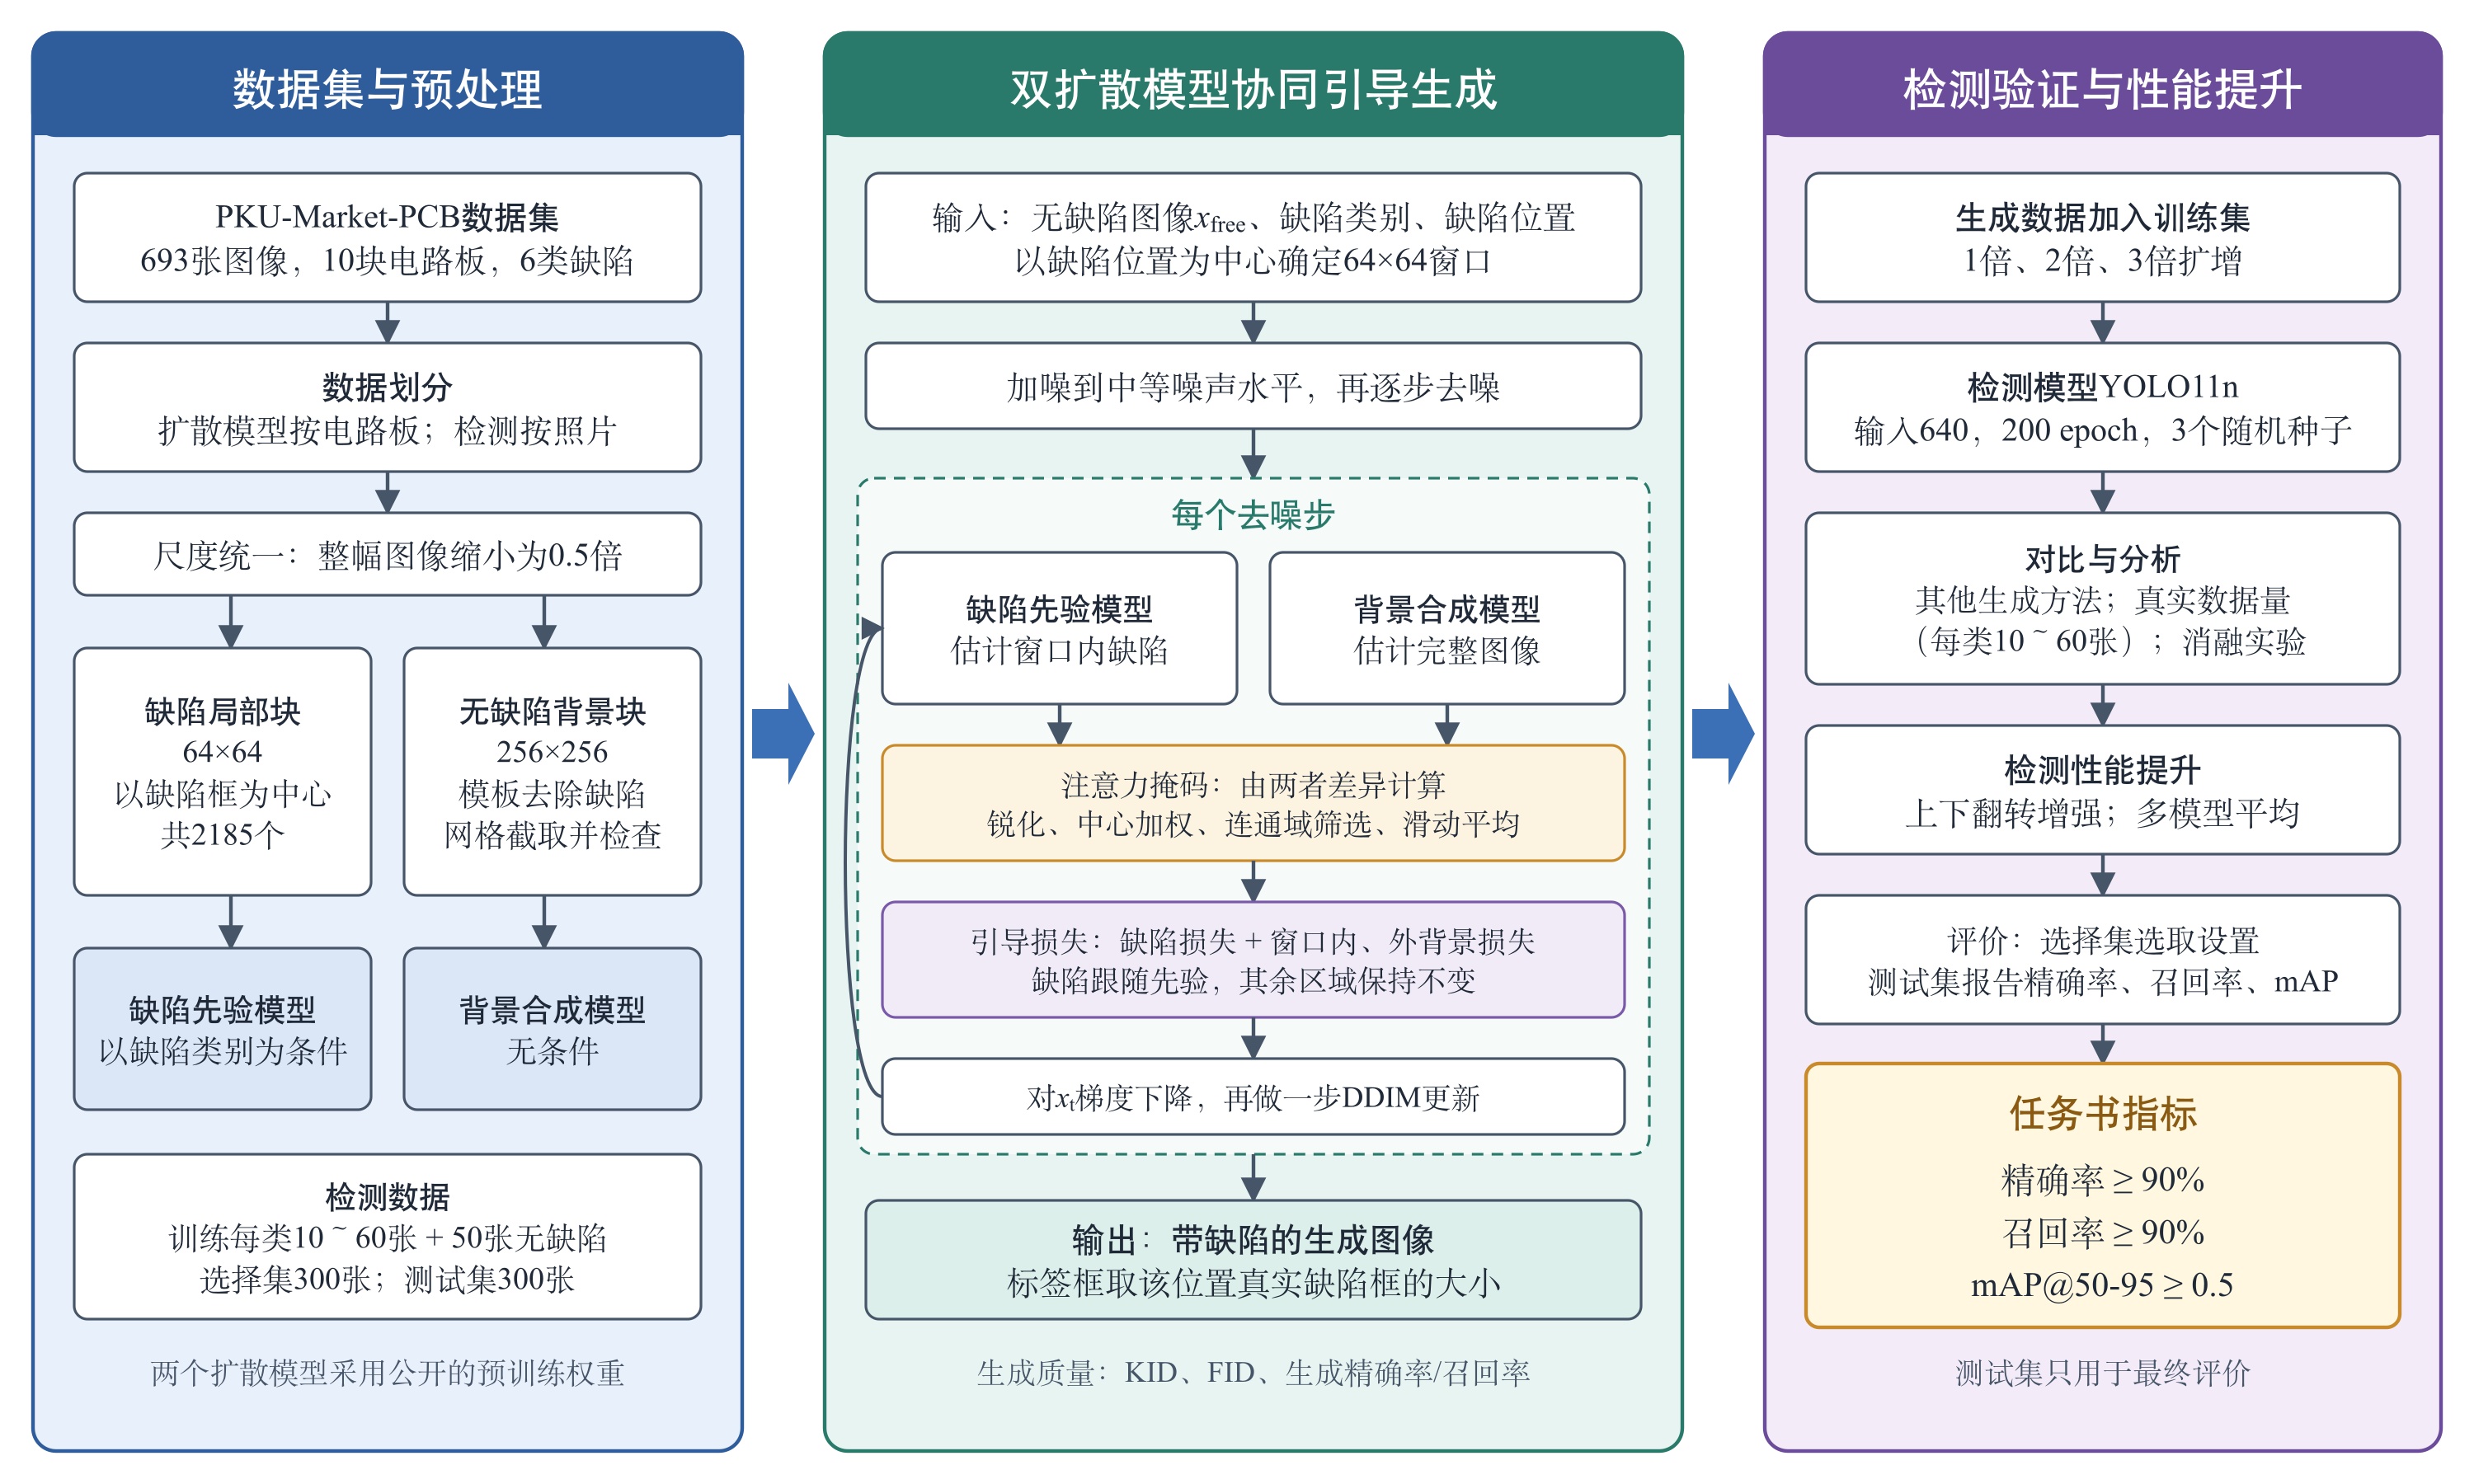 数据集与预处理
PKU-Market-PCB数据集
693张图像，10块电路板，6类缺陷
数据划分
扩散模型按电路板；检测按照片
尺度统一：整幅图像缩小为0.5倍
缺陷局部块
64×64
以缺陷框为中心
共2185个
无缺陷背景块
256×256
模板去除缺陷
网格截取并检查
缺陷先验模型
以缺陷类别为条件
背景合成模型
无条件
检测数据
训练每类10 ~ 60张 + 50张无缺陷
选择集300张；测试集300张
两个扩散模型采用公开的预训练权重
双扩散模型协同引导生成
输入：无缺陷图像xfree、缺陷类别、缺陷位置
以缺陷位置为中心确定64×64窗口
加噪到中等噪声水平，再逐步去噪
每个去噪步
缺陷先验模型
估计窗口内缺陷
背景合成模型
估计完整图像
注意力掩码：由两者差异计算
锐化、中心加权、连通域筛选、滑动平均
引导损失：缺陷损失 + 窗口内、外背景损失
缺陷跟随先验，其余区域保持不变
对xt梯度下降，再做一步DDIM更新
输出：带缺陷的生成图像
标签框取该位置真实缺陷框的大小
生成质量：KID、FID、生成精确率/召回率
检测验证与性能提升
生成数据加入训练集
1倍、2倍、3倍扩增
检测模型YOLO11n
输入640，200 epoch，3个随机种子
对比与分析
其他生成方法；真实数据量
（每类10 ~ 60张）；消融实验
检测性能提升
上下翻转增强；多模型平均
评价：选择集选取设置
测试集报告精确率、召回率、mAP
任务书指标
精确率 ≥ 90%
召回率 ≥ 90%
mAP@50-95 ≥ 0.5
测试集只用于最终评价